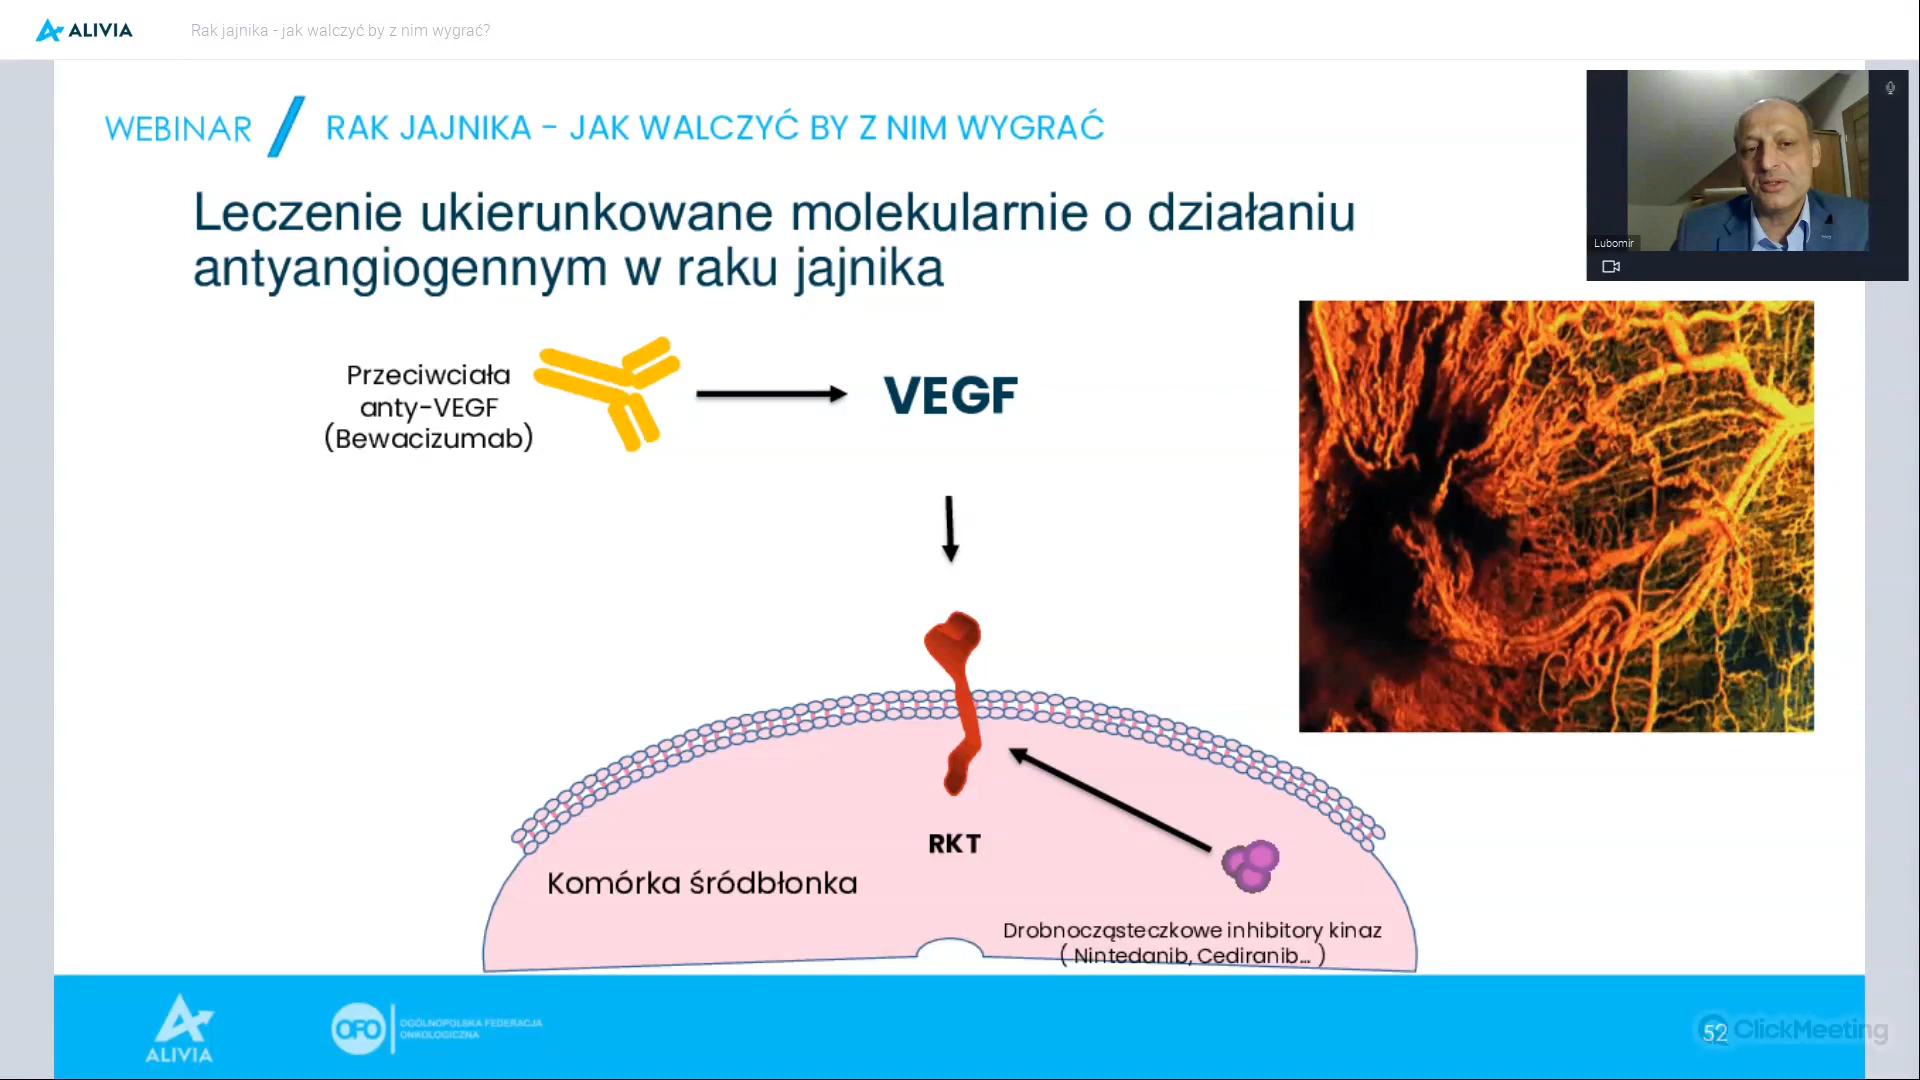 ALIVIA
Rak jajnika - jak walczyć by z nim wygrać?
WEBINAR / RAK JAJNIKA - JAK WALCZYĆ BY Z NIM WYGRAĆ
Lubomir
Leczenie ukierunkowane molekularnie o działaniu
antyangiogennym w raku jajnika
Przeciwciała
anty-VEGF
(Bewacizumab)
VEGF
RKT
Komórka śródbłonka
Drobnocząsteczkowe inhibitory kinaz
( Nintedanib, Cediranib... )
ALIVIA
OFO
OGÓLNOPOLSKA FEDERACJA
ONKOLOGICZNA
52
ClickMeeting